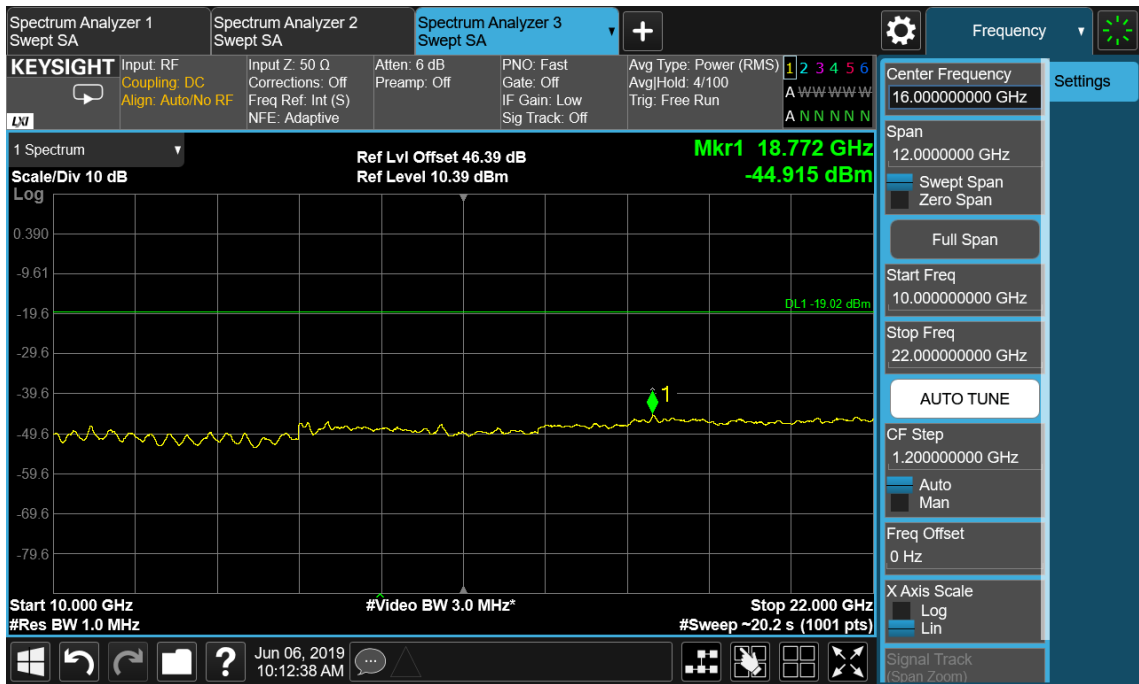 Spectrum Analyzer 1
Swept SA
Spectrum Analyzer 2
Swept SA
Spectrum Analyzer 3
Swept SA
Frequency
KEYSIGHT
LXI
Input: RF
Coupling: DC
Align: Auto/No RF
Input Z: 50 Ω
Corrections: Off
Freq Ref: Int (S)
NFE: Adaptive
Atten: 6 dB
Preamp: Off
PNO: Fast
Gate: Off
IF Gain: Low
Sig Track: Off
Avg Type: Power (RMS)
Avg|Hold: 4/100
Trig: Free Run
1 2 3 4 5 6
A W W W W W
A N N N N N
1 Spectrum
Scale/Div 10 dB
Ref Lvl Offset 46.39 dB
Ref Level 10.39 dBm
Mkr1 18.772 GHz
-44.915 dBm
Log
0.390
-9.61
-19.6
-29.6
-39.6
-49.6
-59.6
-69.6
-79.6
DL1 -19.02 dBm
1
Start 10.000 GHz
#Res BW 1.0 MHz
#Video BW 3.0 MHz*
Stop 22.000 GHz
#Sweep ~20.2 s (1001 pts)
Center Frequency
16.000000000 GHz
Span
12.0000000 GHz
Swept Span
Zero Span
Full Span
Start Freq
10.000000000 GHz
Stop Freq
22.000000000 GHz
AUTO TUNE
CF Step
1.200000000 GHz
Auto
Man
Freq Offset
0 Hz
X Axis Scale
Log
Lin
Signal Track
(Span Zoom)
Settings
?
Jun 06, 2019
10:12:38 AM